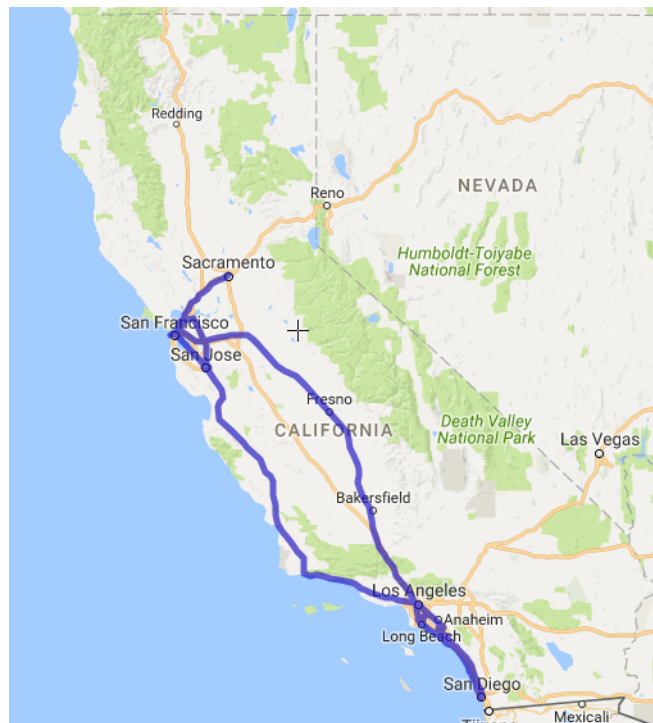 Redding
Reno
NEVADA
Humboldt-Toiyabe
National Forest
Sacramento
San Francisco
San Jose
Fresno
CALIFORNIA
Death Valley
National Park
Las Vegas
Bakersfield
Los Angeles
Anaheim
Long Beach
San Diego
Mexicali